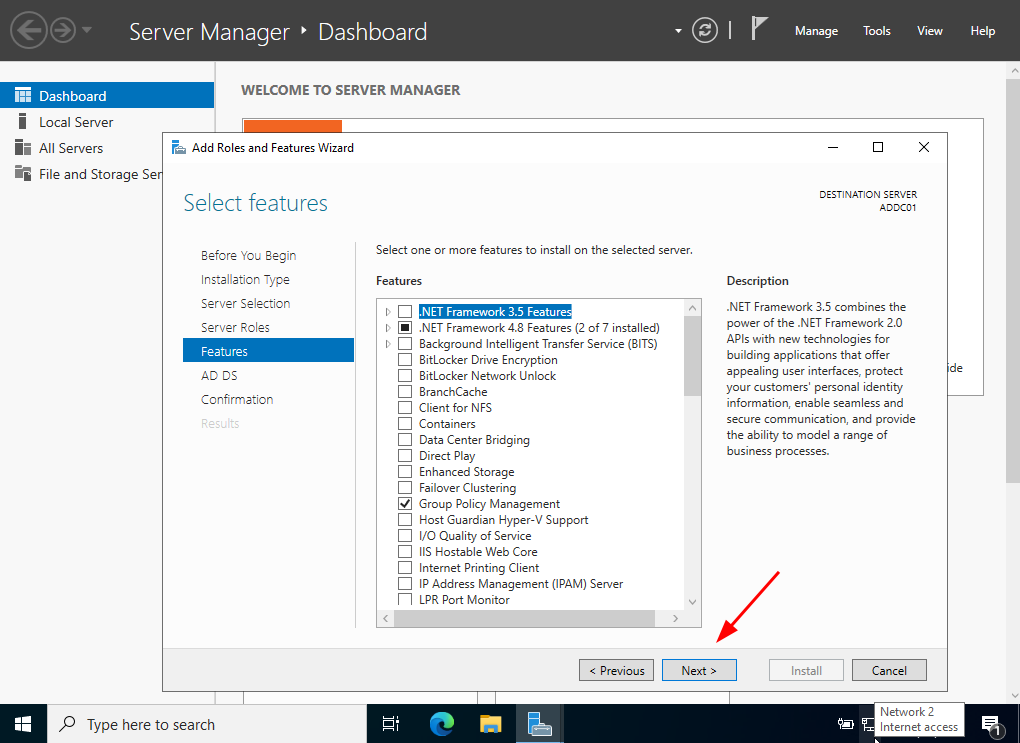 Server Manager ‣ Dashboard
Manage
Tools
View
Help
Dashboard
Local Server
All Servers
File and Storage Ser
WELCOME TO SERVER MANAGER
Add Roles and Features Wizard
Select features
DESTINATION SERVER
ADDC01
Before You Begin
Installation Type
Server Selection
Server Roles
Features
AD DS
Confirmation
Results
Select one or more features to install on the selected server.
Features
.NET Framework 3.5 Features
.NET Framework 4.8 Features (2 of 7 installed)
Background Intelligent Transfer Service (BITS)
BitLocker Drive Encryption
BitLocker Network Unlock
BranchCache
Client for NFS
Containers
Data Center Bridging
Direct Play
Enhanced Storage
Failover Clustering
Group Policy Management
Host Guardian Hyper-V Support
I/O Quality of Service
IIS Hostable Web Core
Internet Printing Client
IP Address Management (IPAM) Server
LPR Port Monitor
Description
.NET Framework 3.5 combines the
power of the .NET Framework 2.0
APIs with new technologies for
building applications that offer
appealing user interfaces, protect
your customers' personal identity
information, enable seamless and
secure communication, and provide
the ability to model a range of
business processes.
ide
< Previous
Next >
Install
Cancel
Type here to search
Network 2
Internet access
1